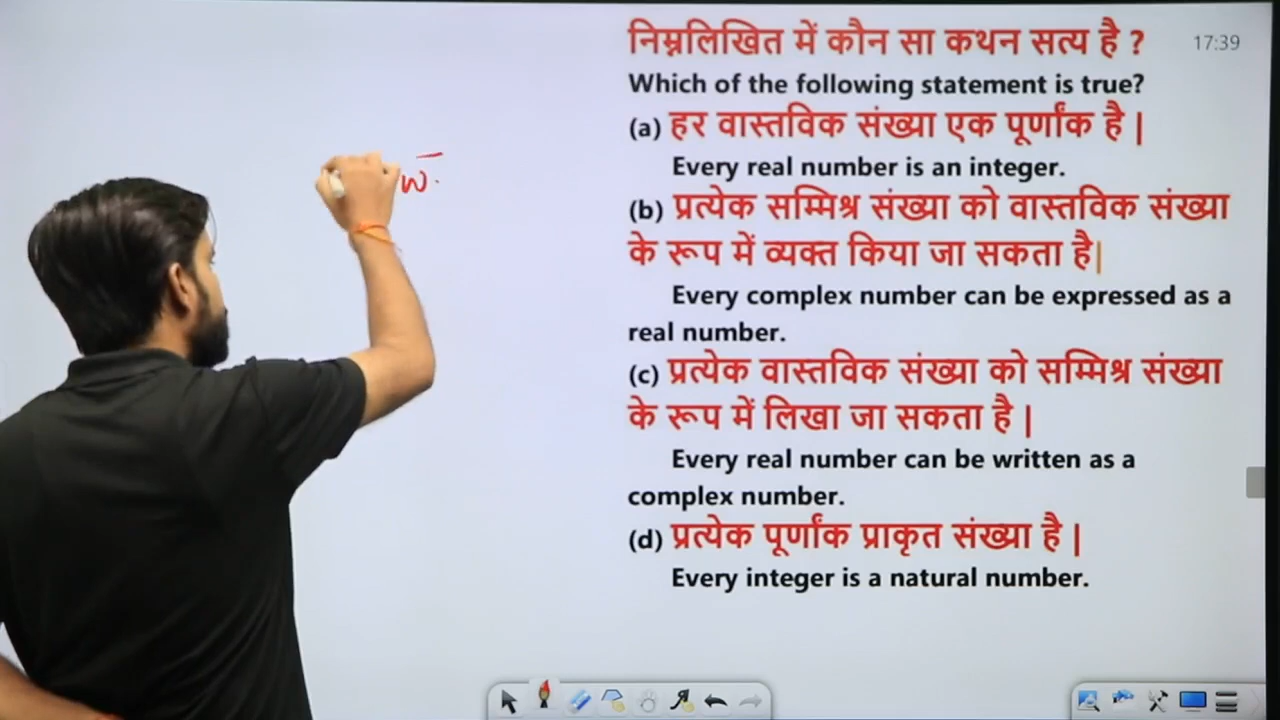 निम्नलिखित में कौन सा कथन सत्य है ?
17:39
Which of the following statement is true?
(a) हर वास्तविक संख्या एक पूर्णांक है |
Every real number is an integer.
(b) प्रत्येक सम्मिश्र संख्या को वास्तविक संख्या
के रूप में व्यक्त किया जा सकता है|
Every complex number can be expressed as a
real number.
(c) प्रत्येक वास्तविक संख्या को सम्मिश्र संख्या
के रूप में लिखा जा सकता है |
Every real number can be written as a
complex number.
(d) प्रत्येक पूर्णांक प्राकृत संख्या है |
Every integer is a natural number.